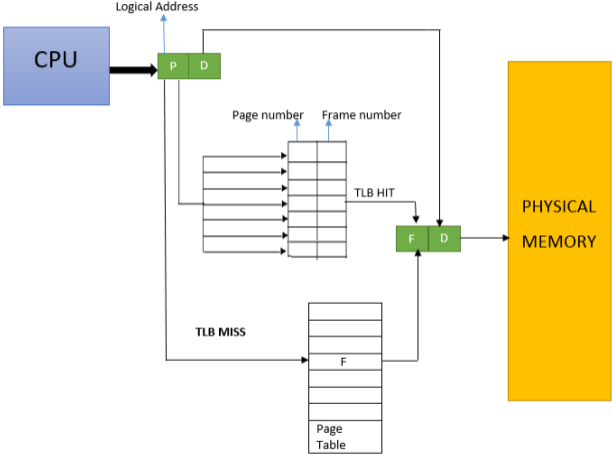 Logical Address
CPU
P D
Page number Frame number
TLB HIT
F D
PHYSICAL
MEMORY
TLB MISS
F
Page
Table